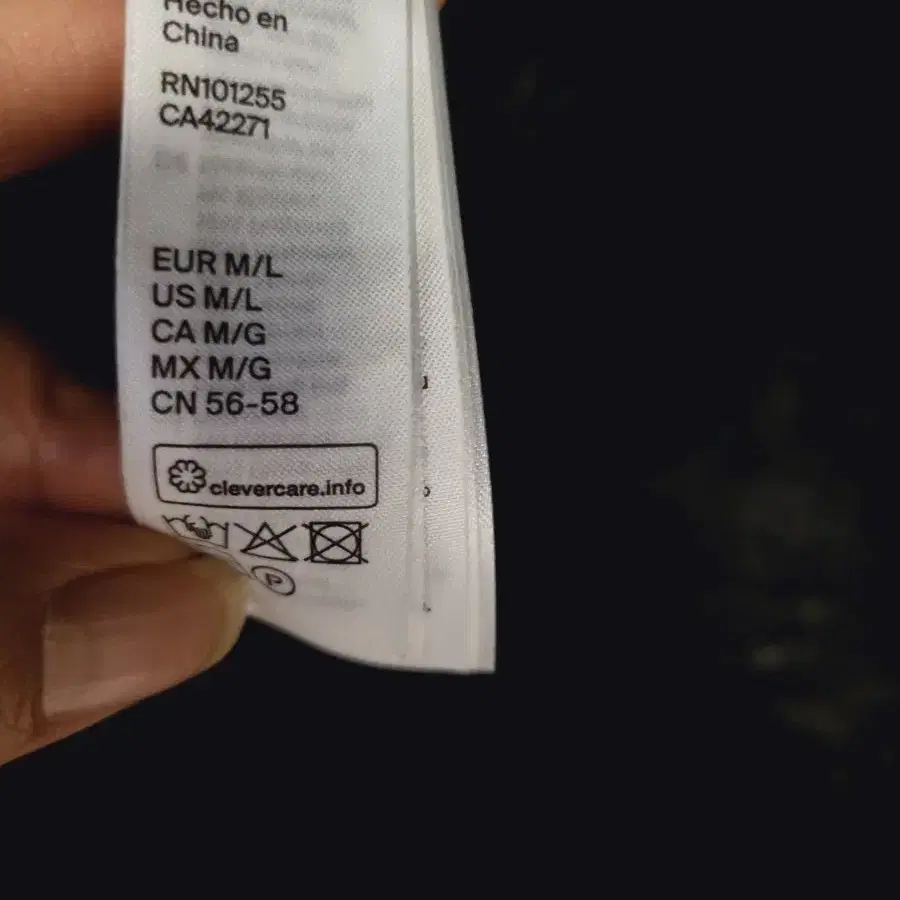 Hecho en
China
RN101255
CA42271
EUR M/L
US M/L
CA M/G
MX M/G
CN 56-58
clevercare.info
P